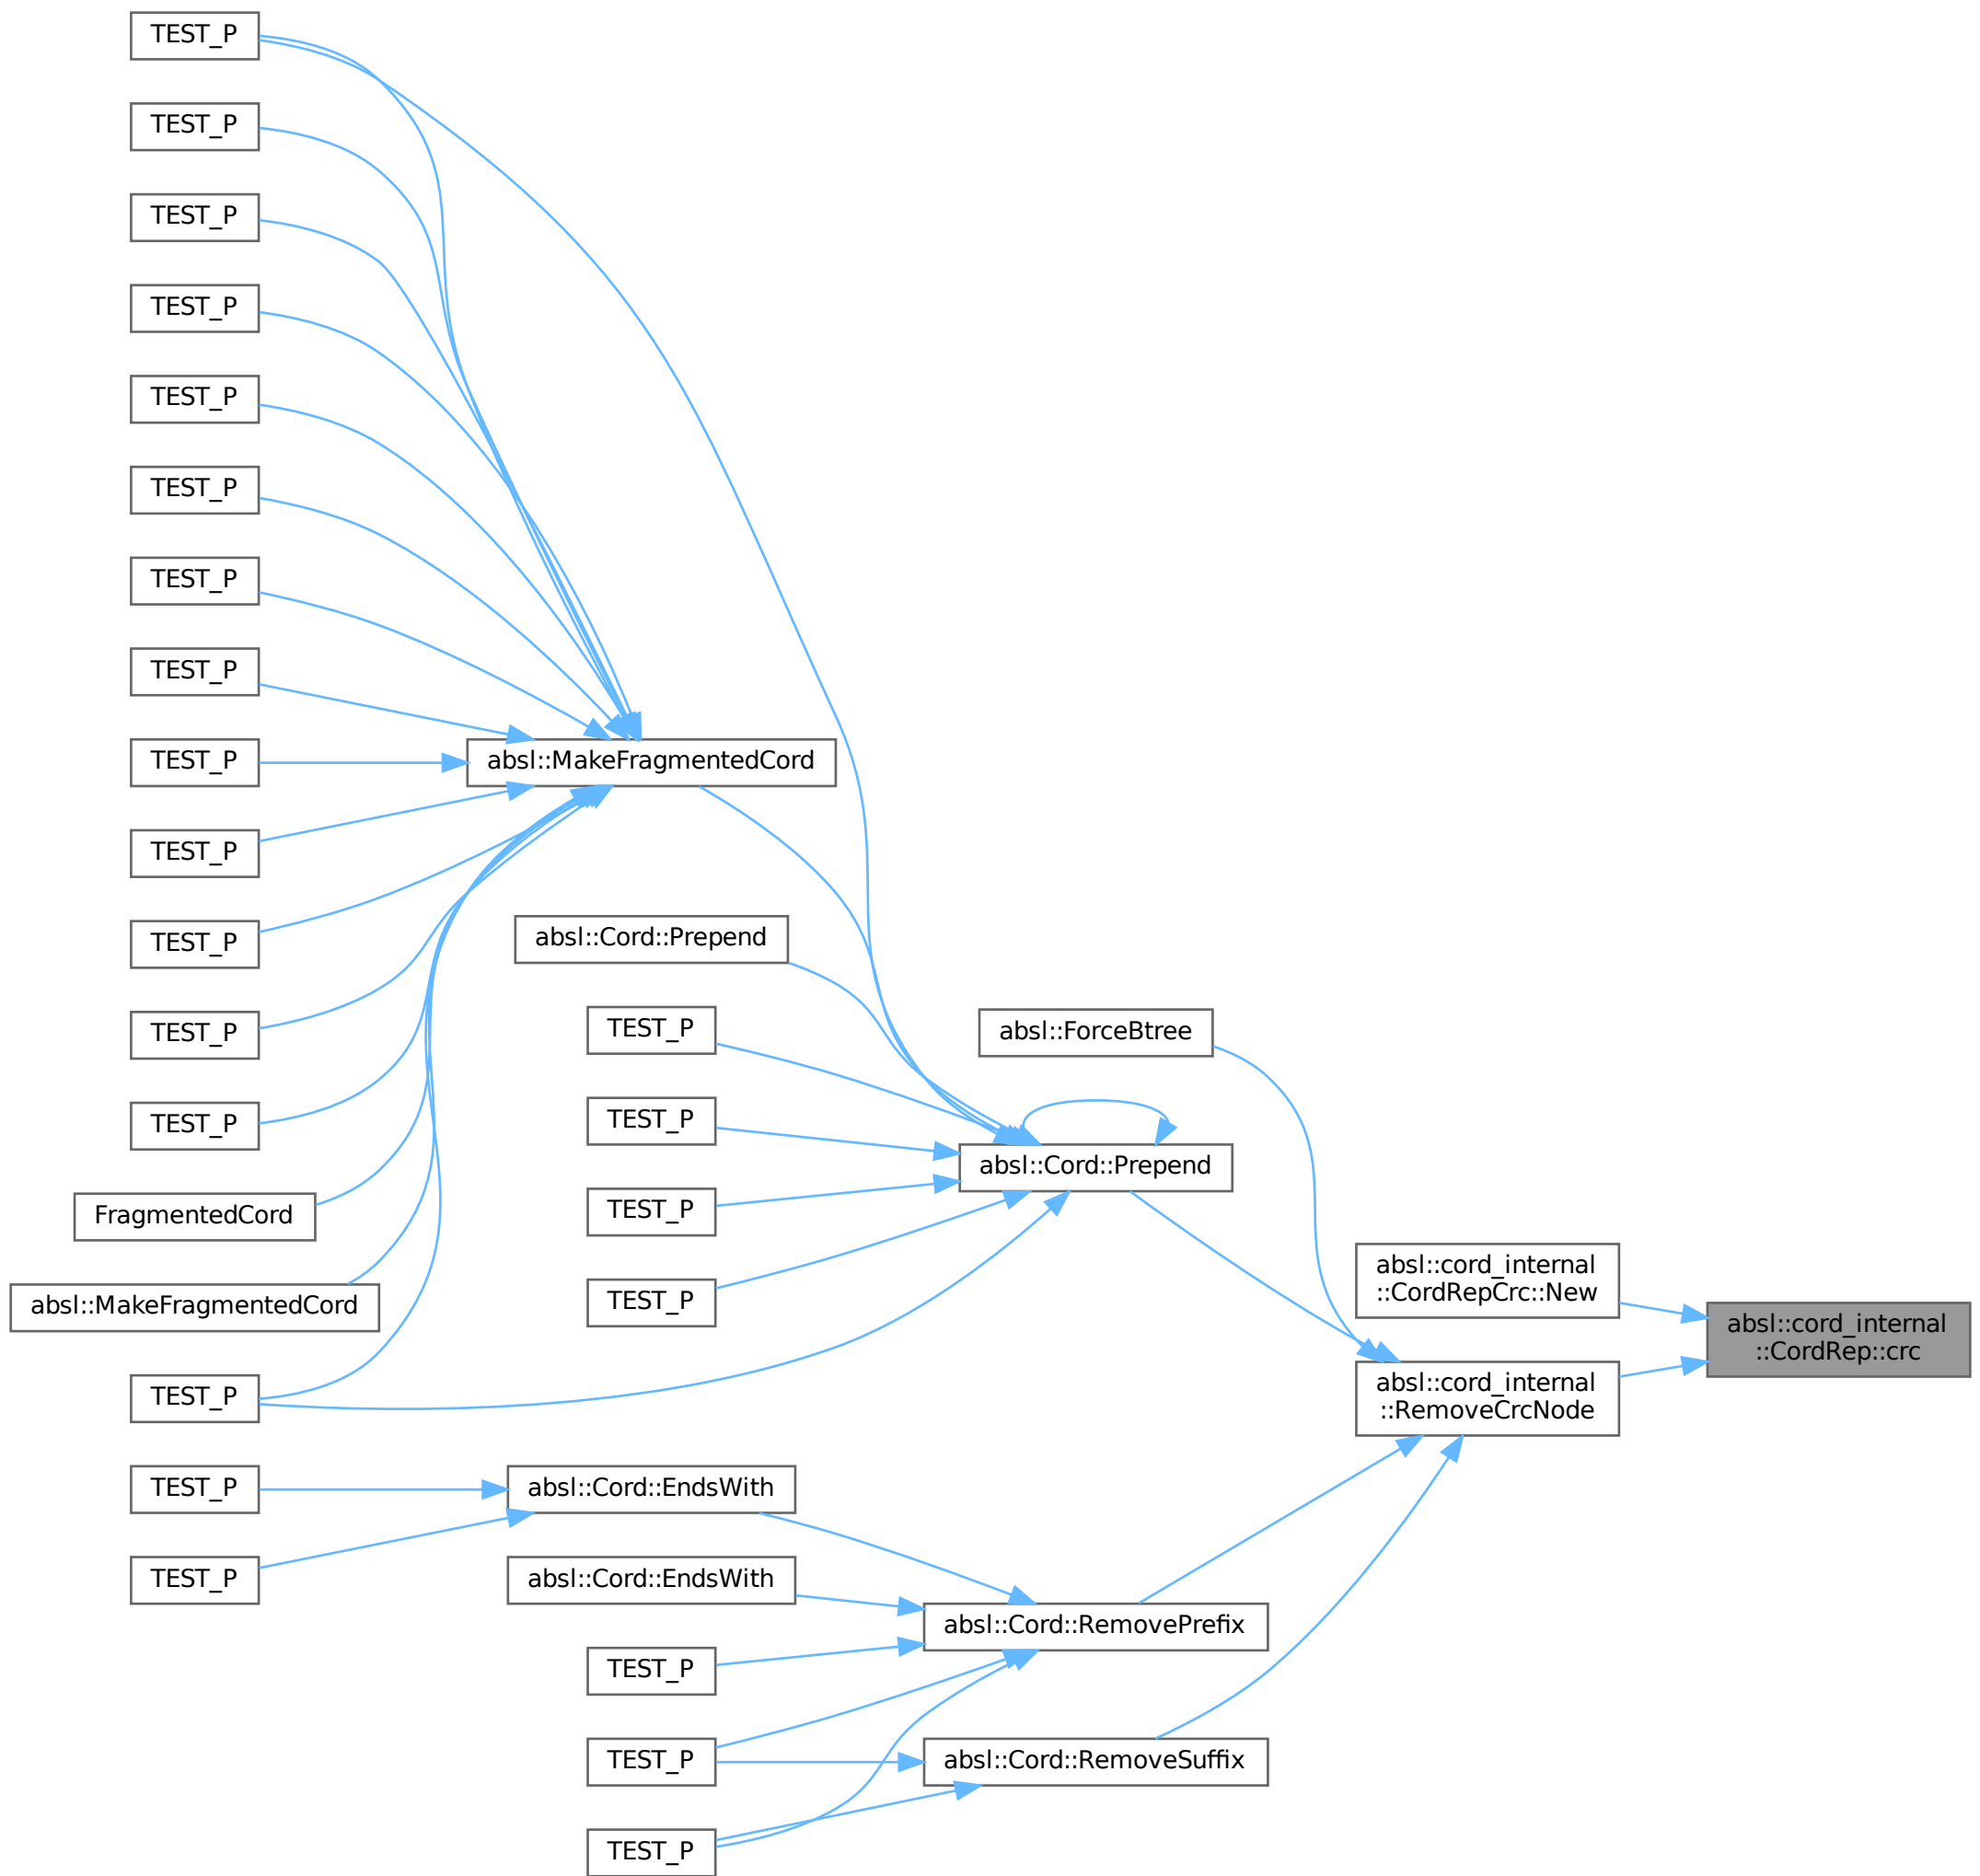 TEST_P
TEST_P
TEST_P
TEST_P
TEST_P
TEST_P
TEST_P
TEST_P
TEST_P
TEST_P
TEST_P
TEST_P
TEST_P
FragmentedCord
absl::MakeFragmentedCord
TEST_P
TEST_P
TEST_P
absl::MakeFragmentedCord
absl::Cord::Prepend
TEST_P
TEST_P
TEST_P
TEST_P
absl::Cord::EndsWith
absl::Cord::EndsWith
TEST_P
TEST_P
TEST_P
absl::ForceBtree
absl::Cord::Prepend
absl::Cord::RemovePrefix
absl::Cord::RemoveSuffix
absl::cord_internal
::CordRepCrc::New
absl::cord_internal
::RemoveCrcNode
absl::cord_internal
::CordRep::crc